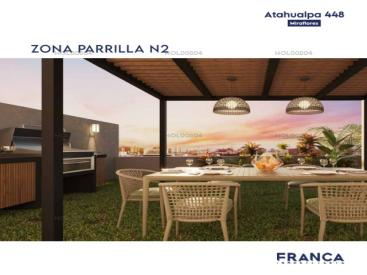 Atahualpa 448
Miraflores
ZONA PARRILLA N2
FRANCA
INMOBILIARIA